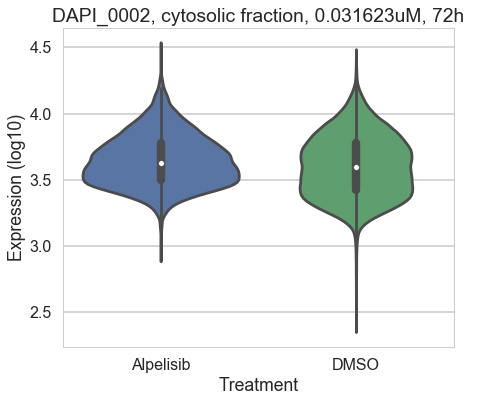 DAPI_0002, cytosolic fraction, 0.031623uM, 72h
Expression (log10)
4.5
4.0
3.5
3.0
2.5
Alpelisib DMSO
Treatment